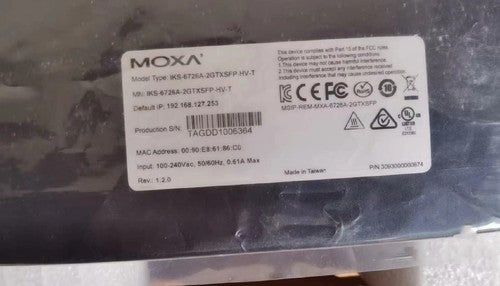 MOXA®
Model Type: IKS-6726A-2GTXSFP-HV-T
MN: IKS-6726A-2GTXSFP-HV-T
Default IP: 192.168.127.253
Production S/N:
TAGDD1006364
MAC Address: 00:90:E8:61:86:C0
Input: 100-240Vac, 50/60Hz, 0.61A Max
Rev.: 1.2.0
This device complies with Part 15 of the FCC rules.
Operation is subject to the following two conditions:
(1) This device may not cause harmful interference.
(2) This device must accept any interference received,
including interference that may cause undesired operation.
MSIP-REM-MXA-6726A-2GTXSFP
Made in Taiwan
P/N:3093000000674